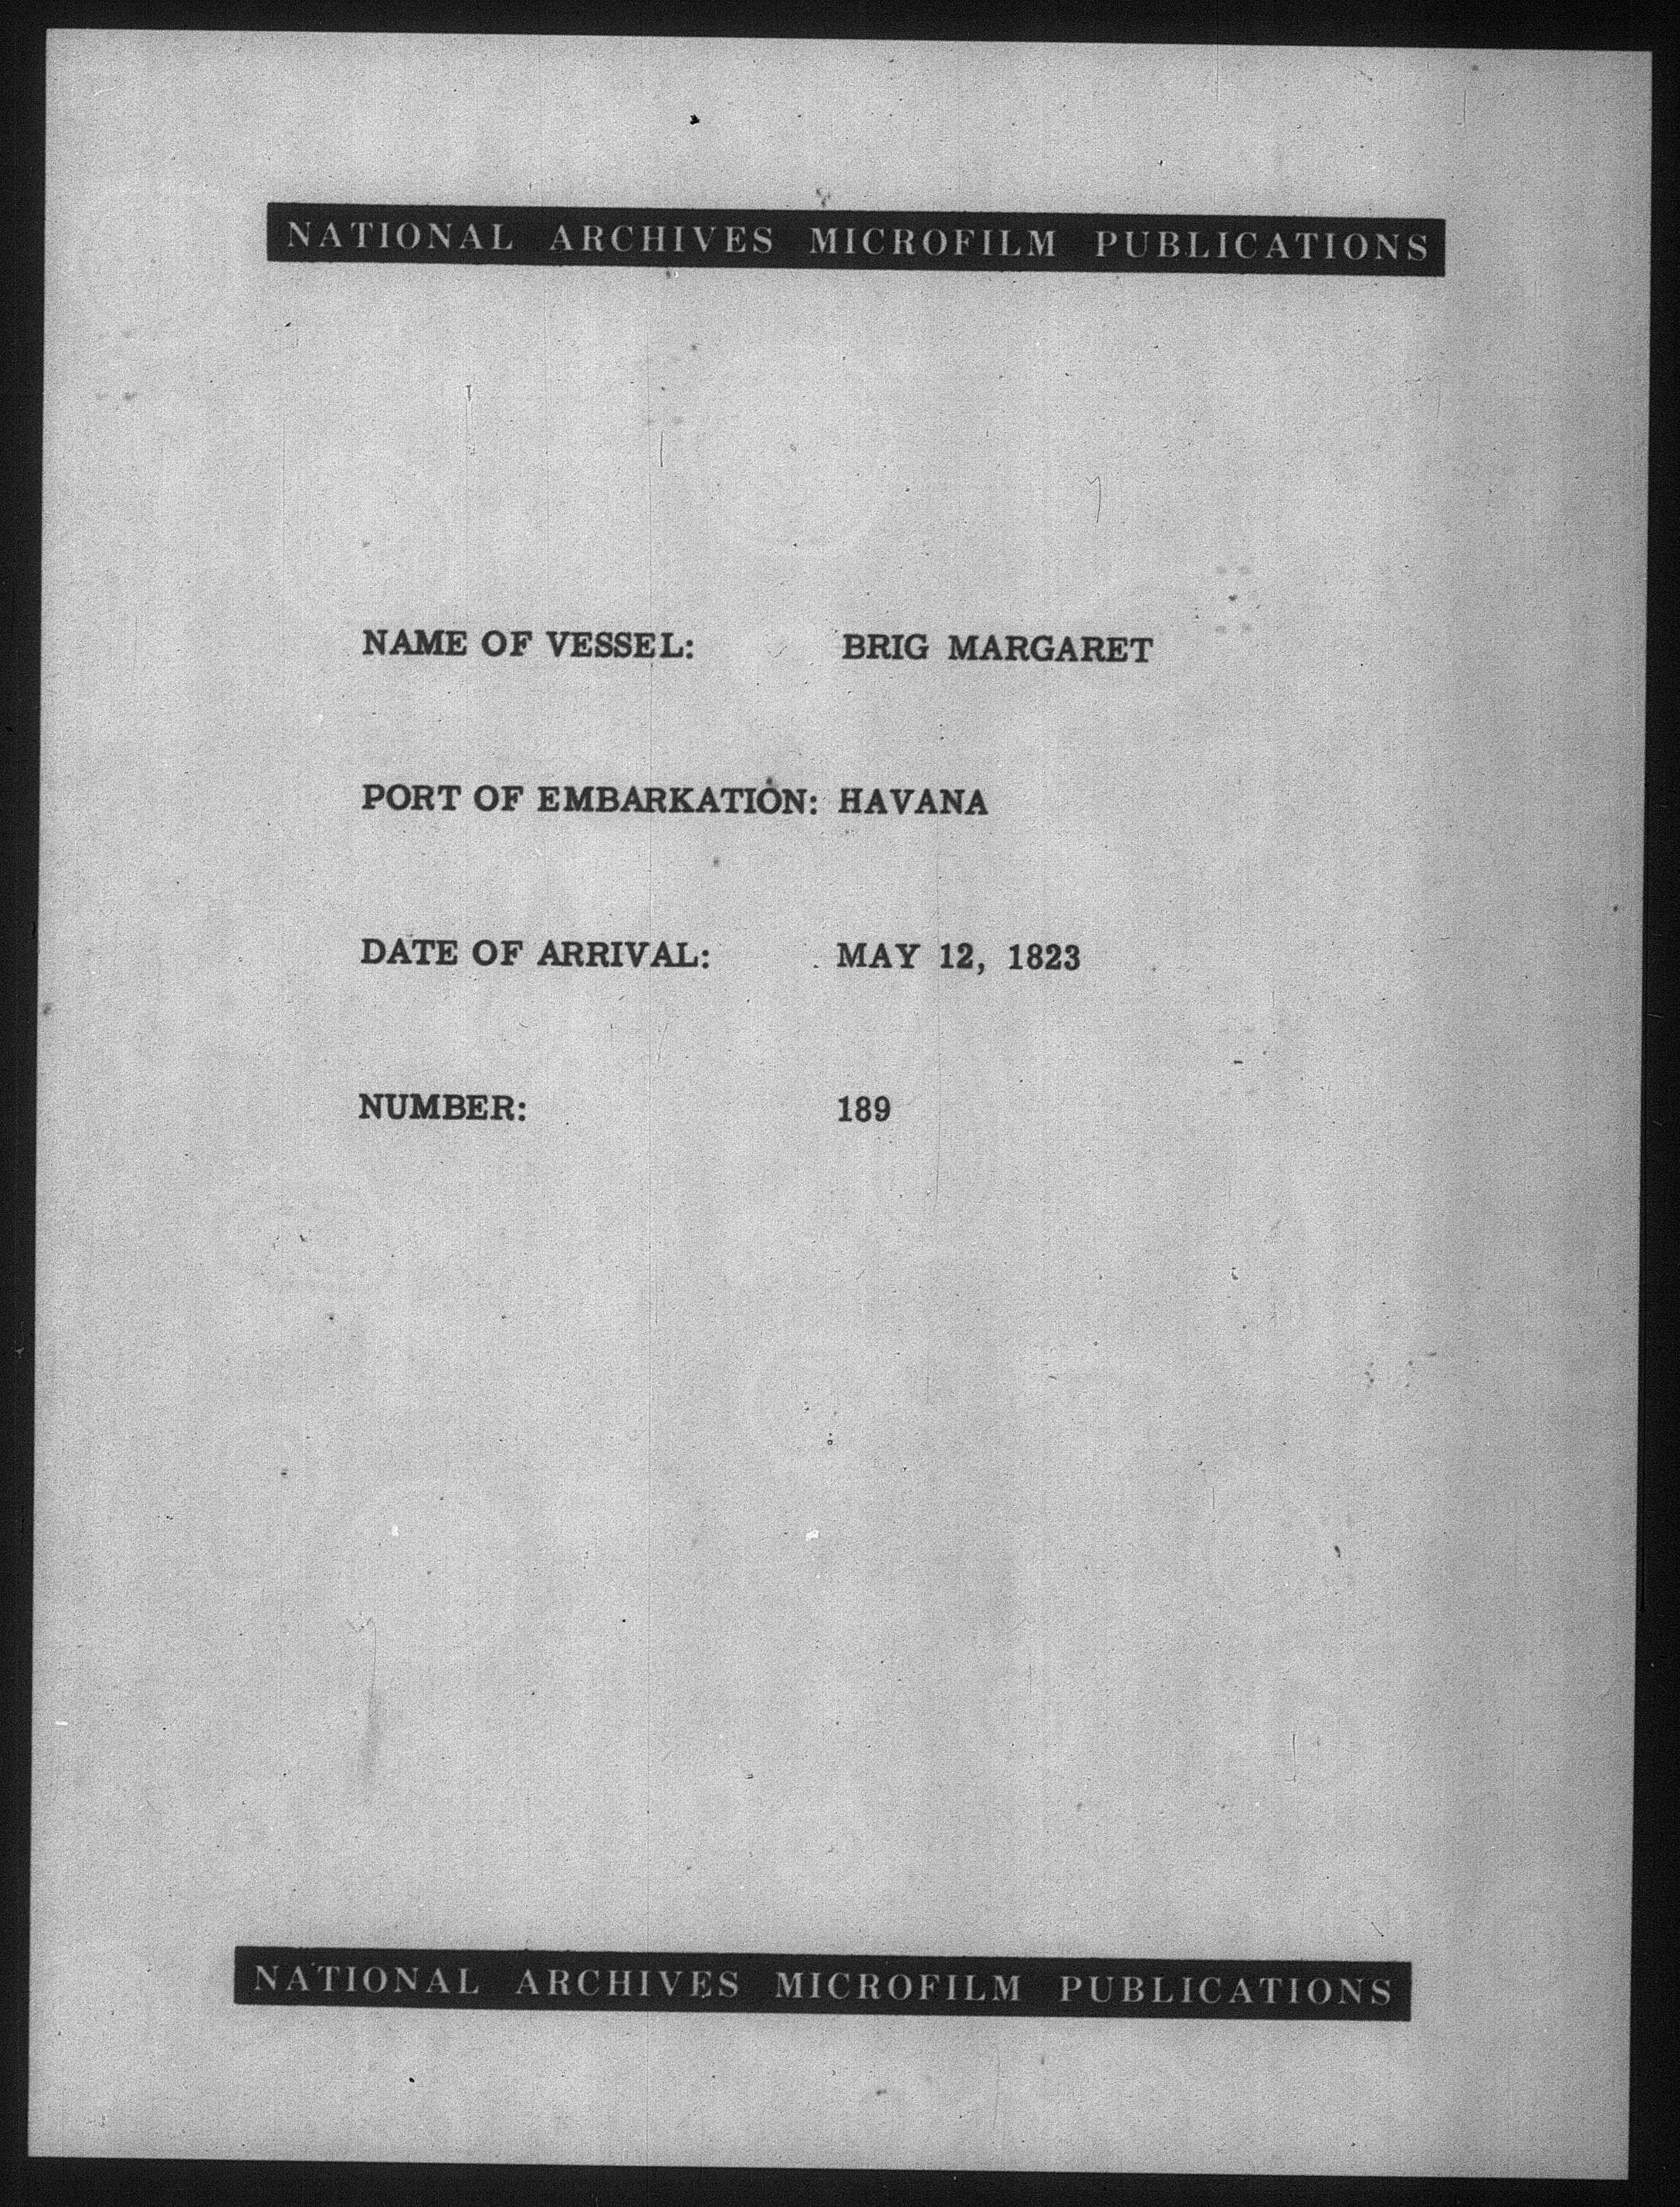 NATIONAL ARCHIVES MICROFILM PUBLICATIONS
NAME OF VESSEL: BRIG MARGARET
PORT OF EMBARKATION: HAVANA
DATE OF ARRIVAL: MAY 12, 1823
NUMBER: 189
NATIONAL ARCHIVES MICROFILM PUBLICATIONS